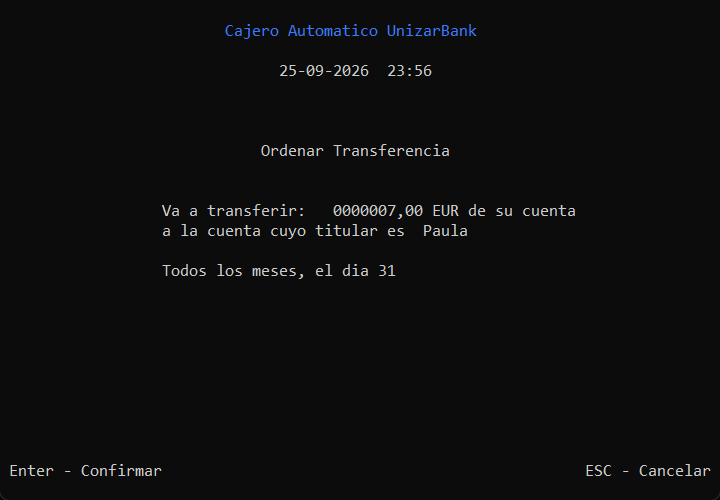 Cajero Automatico UnizarBank
25-09-2026  23:56
Ordenar Transferencia
Va a transferir:   0000007,00 EUR de su cuenta
a la cuenta cuyo titular es  Paula
Todos los meses, el dia 31
Enter - Confirmar
ESC - Cancelar